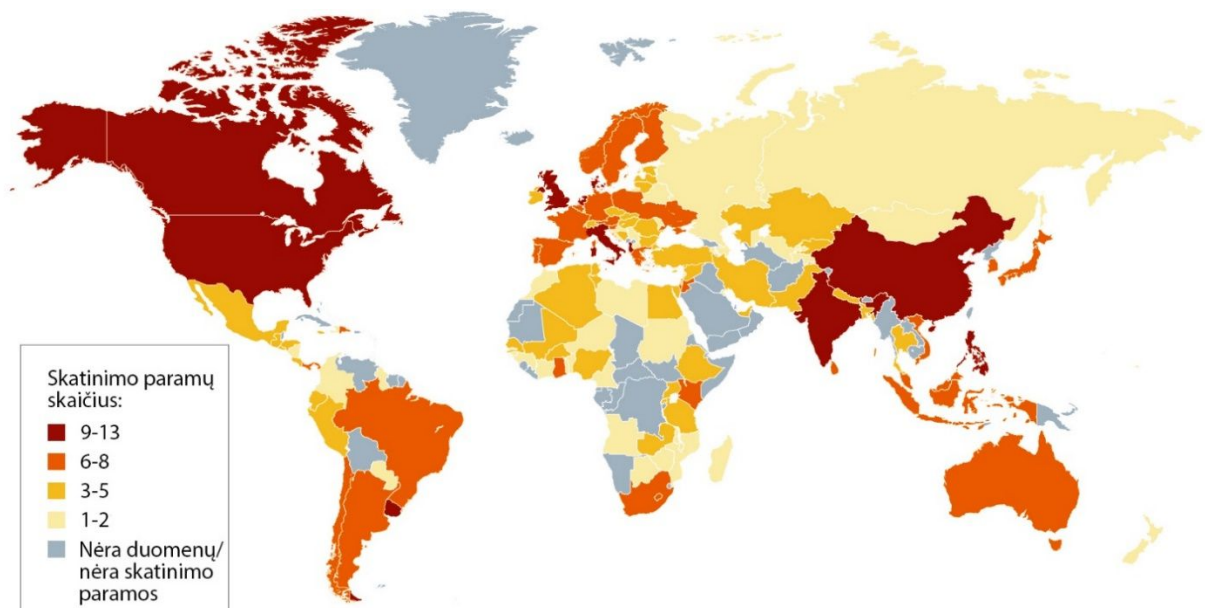 Skatinimo paramų
skaičius:
9-13
6-8
3-5
1-2
Nėra duomenų/
nėra skatinimo
paramos